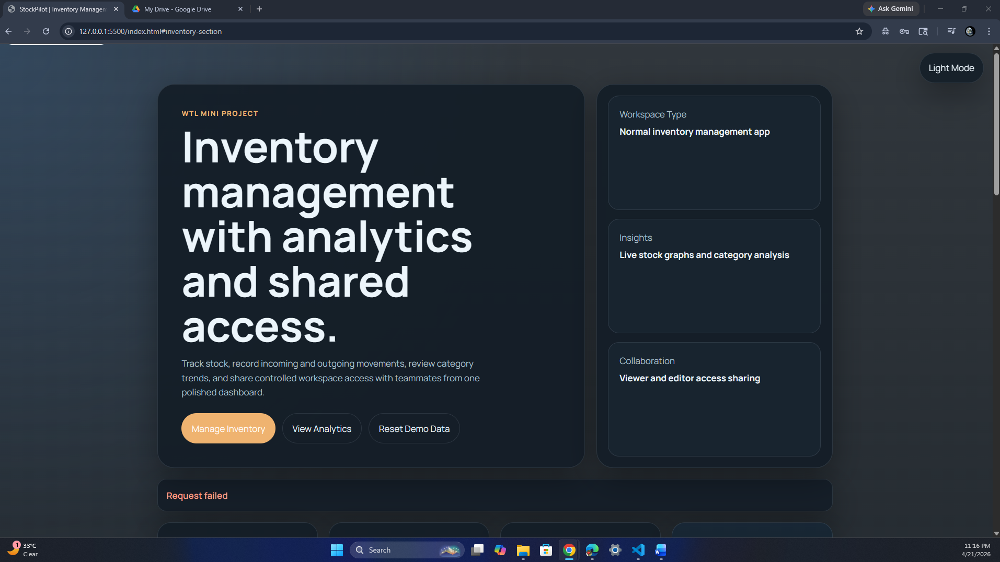 StockPilot | Inventory Managem
My Drive - Google Drive
Ask Gemini
127.0.0.1:5500/index.html#inventory-section
Light Mode
WTL MINI PROJECT
Inventory
management
with analytics
and shared
access.
Track stock, record incoming and outgoing movements, review category
trends, and share controlled workspace access with teammates from one
polished dashboard.
Manage Inventory
View Analytics
Reset Demo Data
Workspace Type
Normal inventory management app
Insights
Live stock graphs and category analysis
Collaboration
Viewer and editor access sharing
Request failed
1
33°C
Clear
Search
W
11:16 PM
4/21/2026